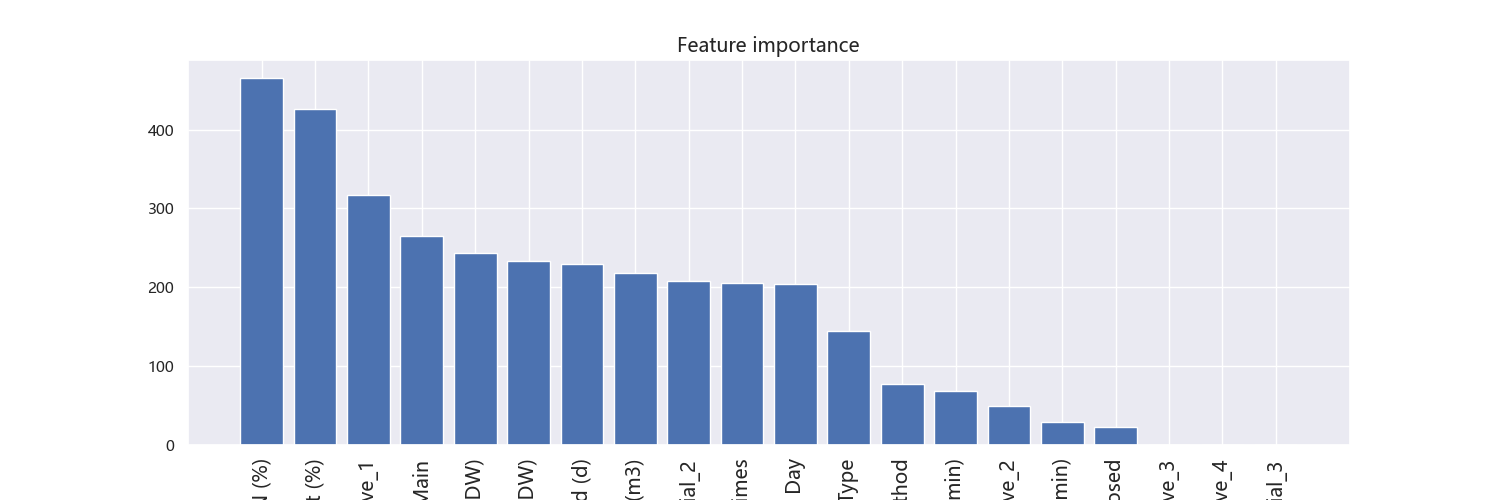 Feature importance
400
300
200
100
0
(%)
(%)
ve_1
Main
DW)
DW)
(d)
(m3)
ial_2
imes
Day
Type
thod
min)
ve_2
min)
osed
ve_3
ve_4
ial_3